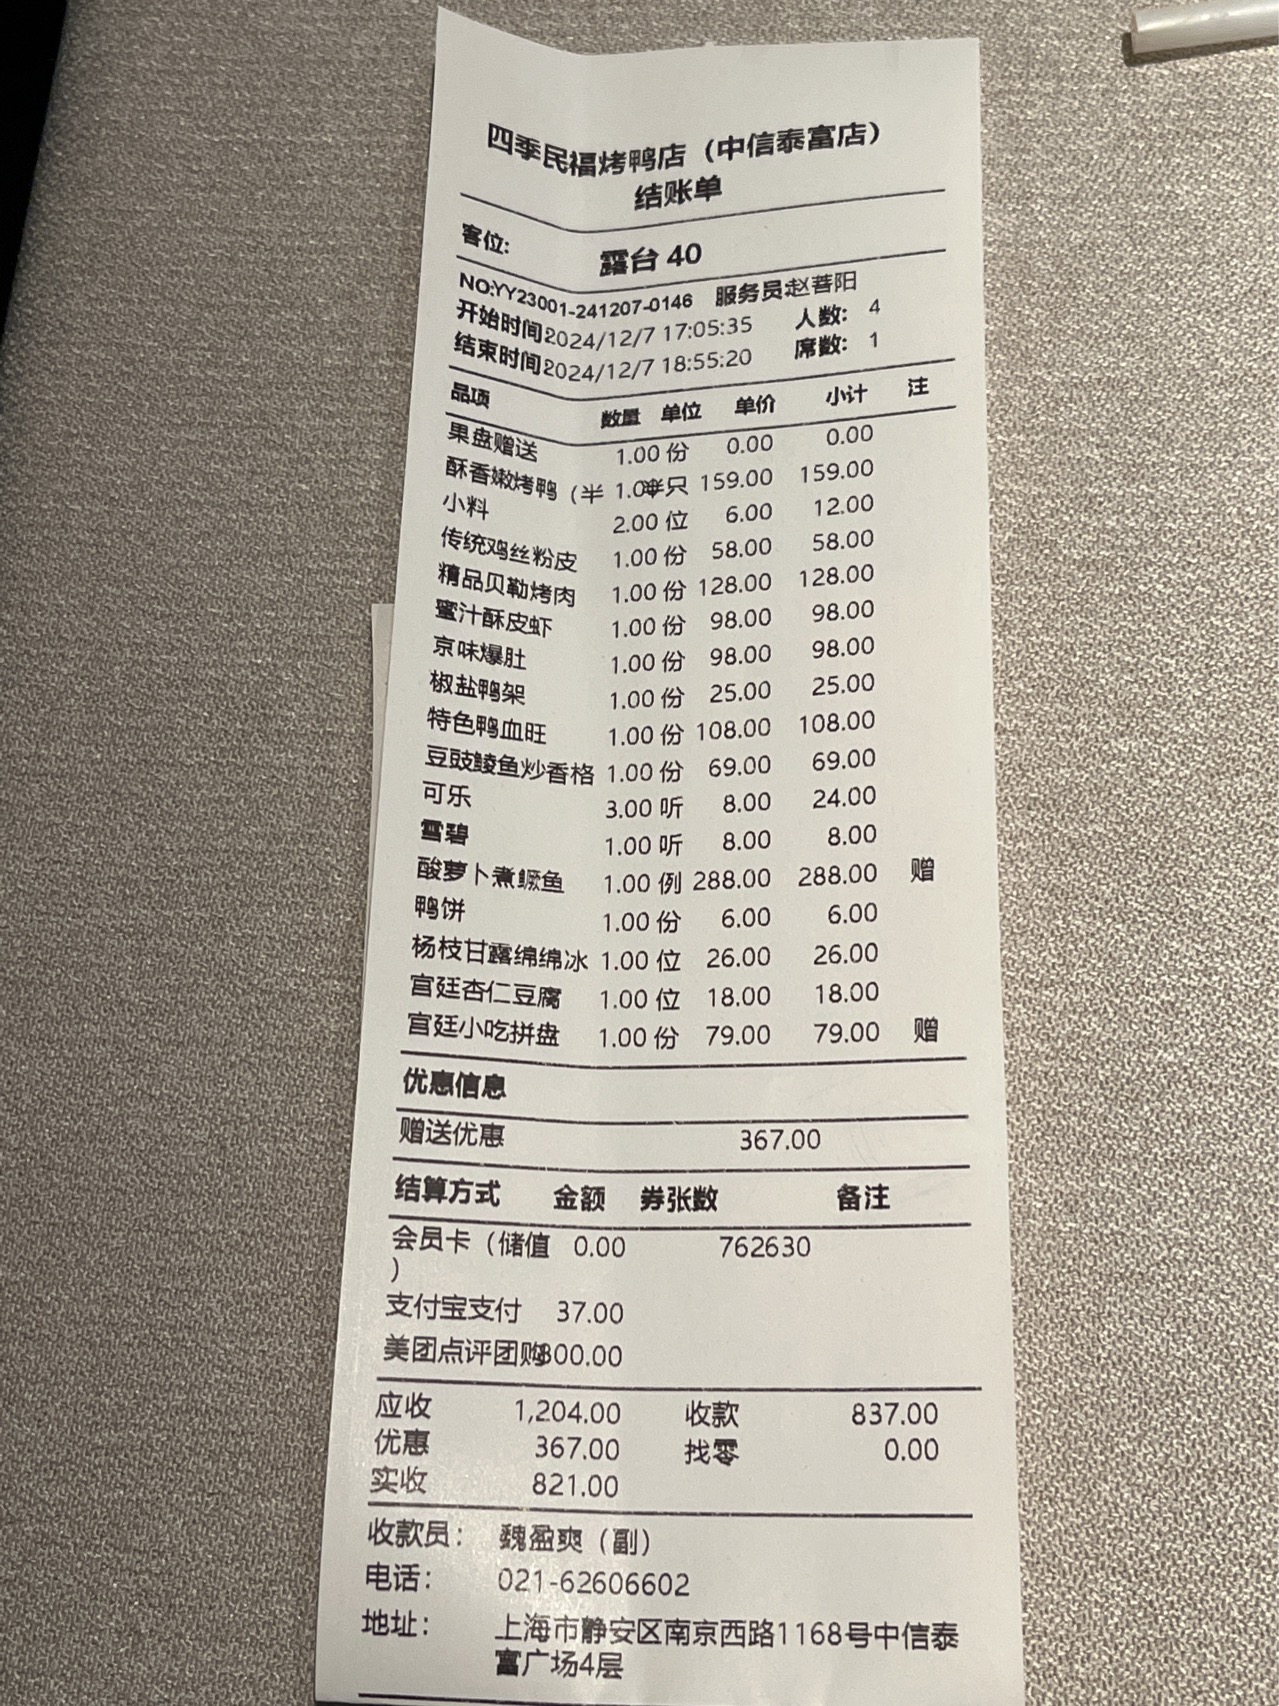 四季民福烤鸭店（中信泰富店）
结账单
客位: 露台 40
NO:YY23001-241207-0146 服务员:赵菩阳
开始时间2024/12/7 17:05:35 人数: 4
结束时间2024/12/7 18:55:20 席数: 1
品项 数量 单位 单价 小计 注
果盘赠送 1.00 份 0.00 0.00
酥香嫩烤鸭（半 1.00 半只 159.00 159.00
小料 2.00 位 6.00 12.00
传统鸡丝粉皮 1.00 份 58.00 58.00
精品贝勒烤肉 1.00 份 128.00 128.00
蜜汁酥皮虾 1.00 份 98.00 98.00
京味爆肚 1.00 份 98.00 98.00
椒盐鸭架 1.00 份 25.00 25.00
特色鸭血旺 1.00 份 108.00 108.00
豆豉鲮鱼炒香格 1.00 份 69.00 69.00
可乐 3.00 听 8.00 24.00
雪碧 1.00 听 8.00 8.00
酸萝卜煮鳜鱼 1.00 例 288.00 288.00 赠
鸭饼 1.00 份 6.00 6.00
杨枝甘露绵绵冰 1.00 位 26.00 26.00
宫廷杏仁豆腐 1.00 位 18.00 18.00
宫廷小吃拼盘 1.00 份 79.00 79.00 赠
优惠信息
赠送优惠 367.00
结算方式 金额 券张数 备注
会员卡（储值 0.00 762630
）
支付宝支付 37.00
美团点评团购800.00
应收 1,204.00 收款 837.00
优惠 367.00 找零 0.00
实收 821.00
收款员: 魏盈爽（副）
电话: 021-62606602
地址: 上海市静安区南京西路1168号中信泰
富广场4层